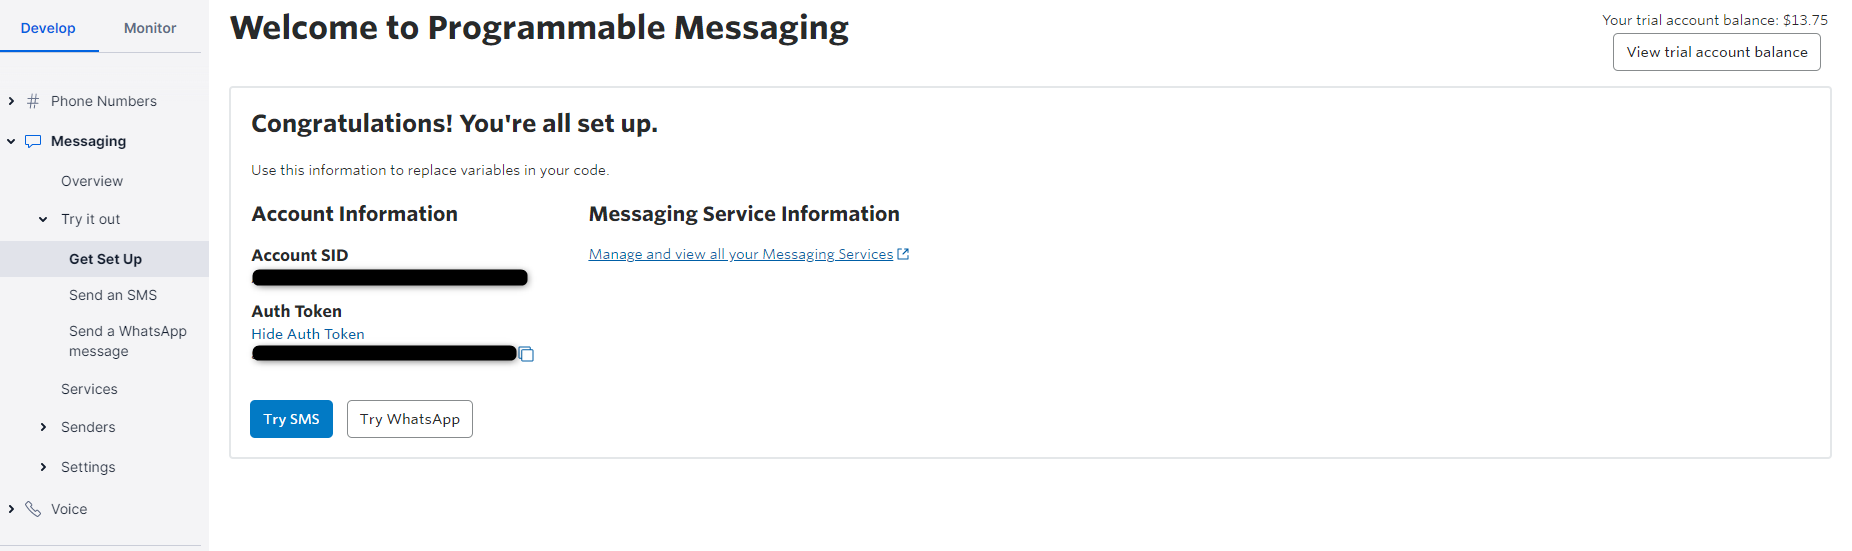 Develop
Monitor
Phone Numbers
Messaging
Overview
Try it out
Get Set Up
Send an SMS
Send a WhatsApp
message
Services
Senders
Settings
Voice
Welcome to Programmable Messaging
Your trial account balance: $13.75
View trial account balance
Congratulations! You're all set up.
Use this information to replace variables in your code.
Account Information
Account SID
Auth Token
Hide Auth Token
Messaging Service Information
Manage and view all your Messaging Services
Try SMS
Try WhatsApp